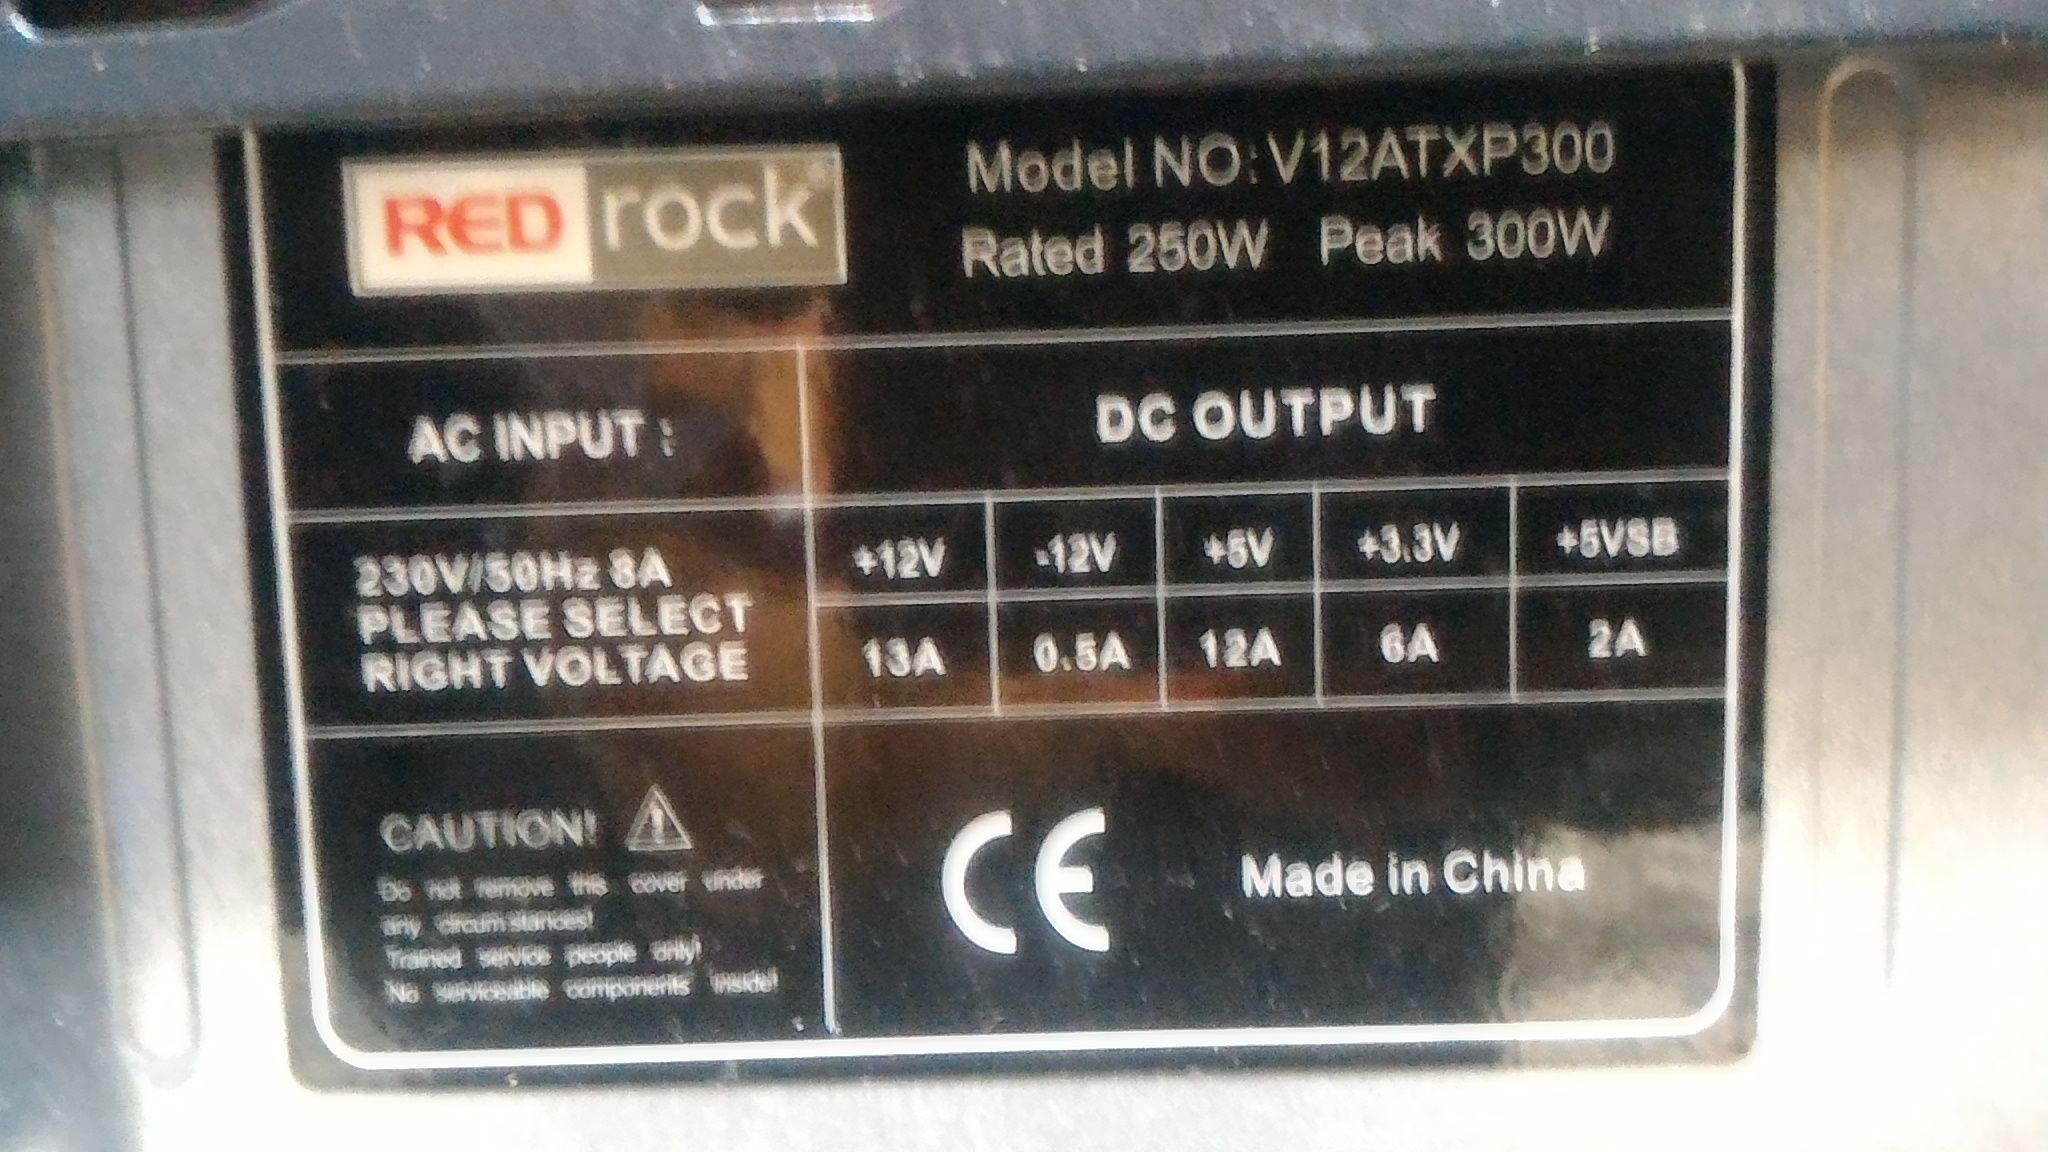 RED rock®
Model NO: V12ATXP300
Rated 250W Peak 300W
AC INPUT :
DC OUTPUT
230V/50Hz 8A
PLEASE SELECT
RIGHT VOLTAGE
+12V -12V +5V +3.3V +5VSB
13A 0.5A 12A 6A 2A
CAUTION!
Do not remove this cover under
any circumstances!
Trained service people only!
No serviceable components inside!
CE
Made in China